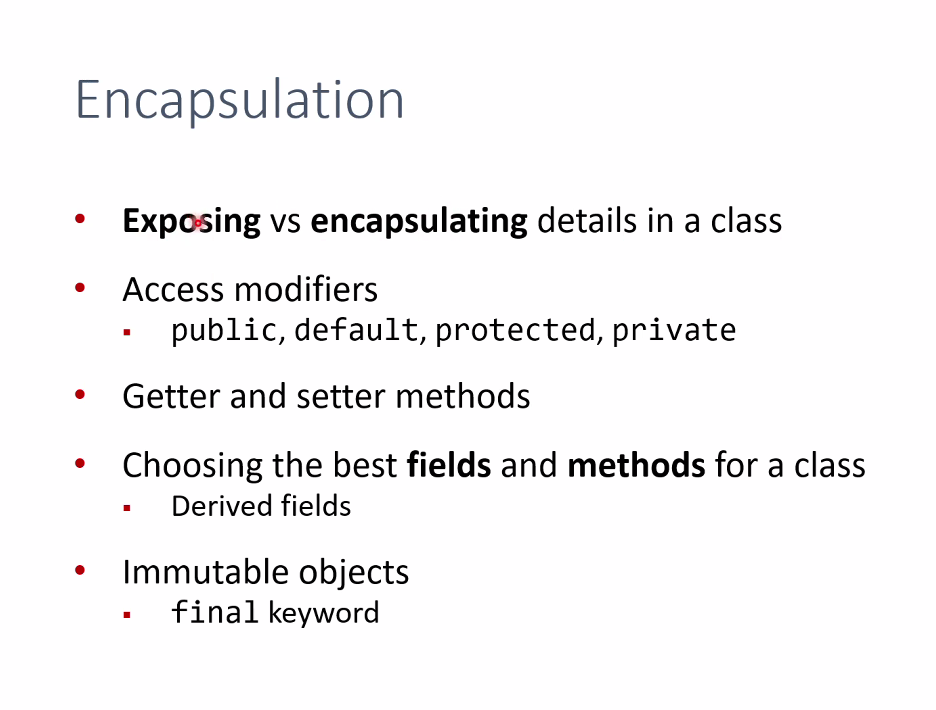 Encapsulation
• Exposing vs encapsulating details in a class
• Access modifiers
▪ public, default, protected, private
• Getter and setter methods
• Choosing the best fields and methods for a class
▪ Derived fields
• Immutable objects
▪ final keyword